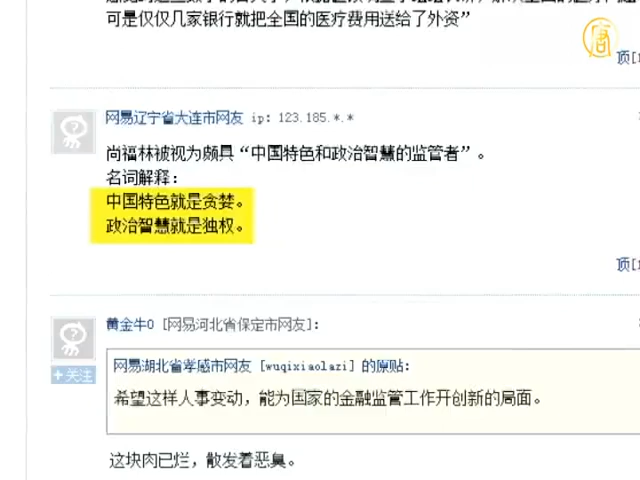 可是仅仅几家银行就把全国的医疗费用送给了外资”
顶[1
网易辽宁省大连市网友 ip: 123.185.*.*
尚福林被视为颇具“中国特色和政治智慧的监管者”。
名词解释：
中国特色就是贪婪。
政治智慧就是独权。
顶[1
黄金牛0 [网易河北省保定市网友]：
+关注
网易湖北省孝感市网友 [wuqixiaolazi] 的原贴：
希望这样人事变动，能为国家的金融监管工作开创新的局面。
这块肉已烂，散发着恶臭。